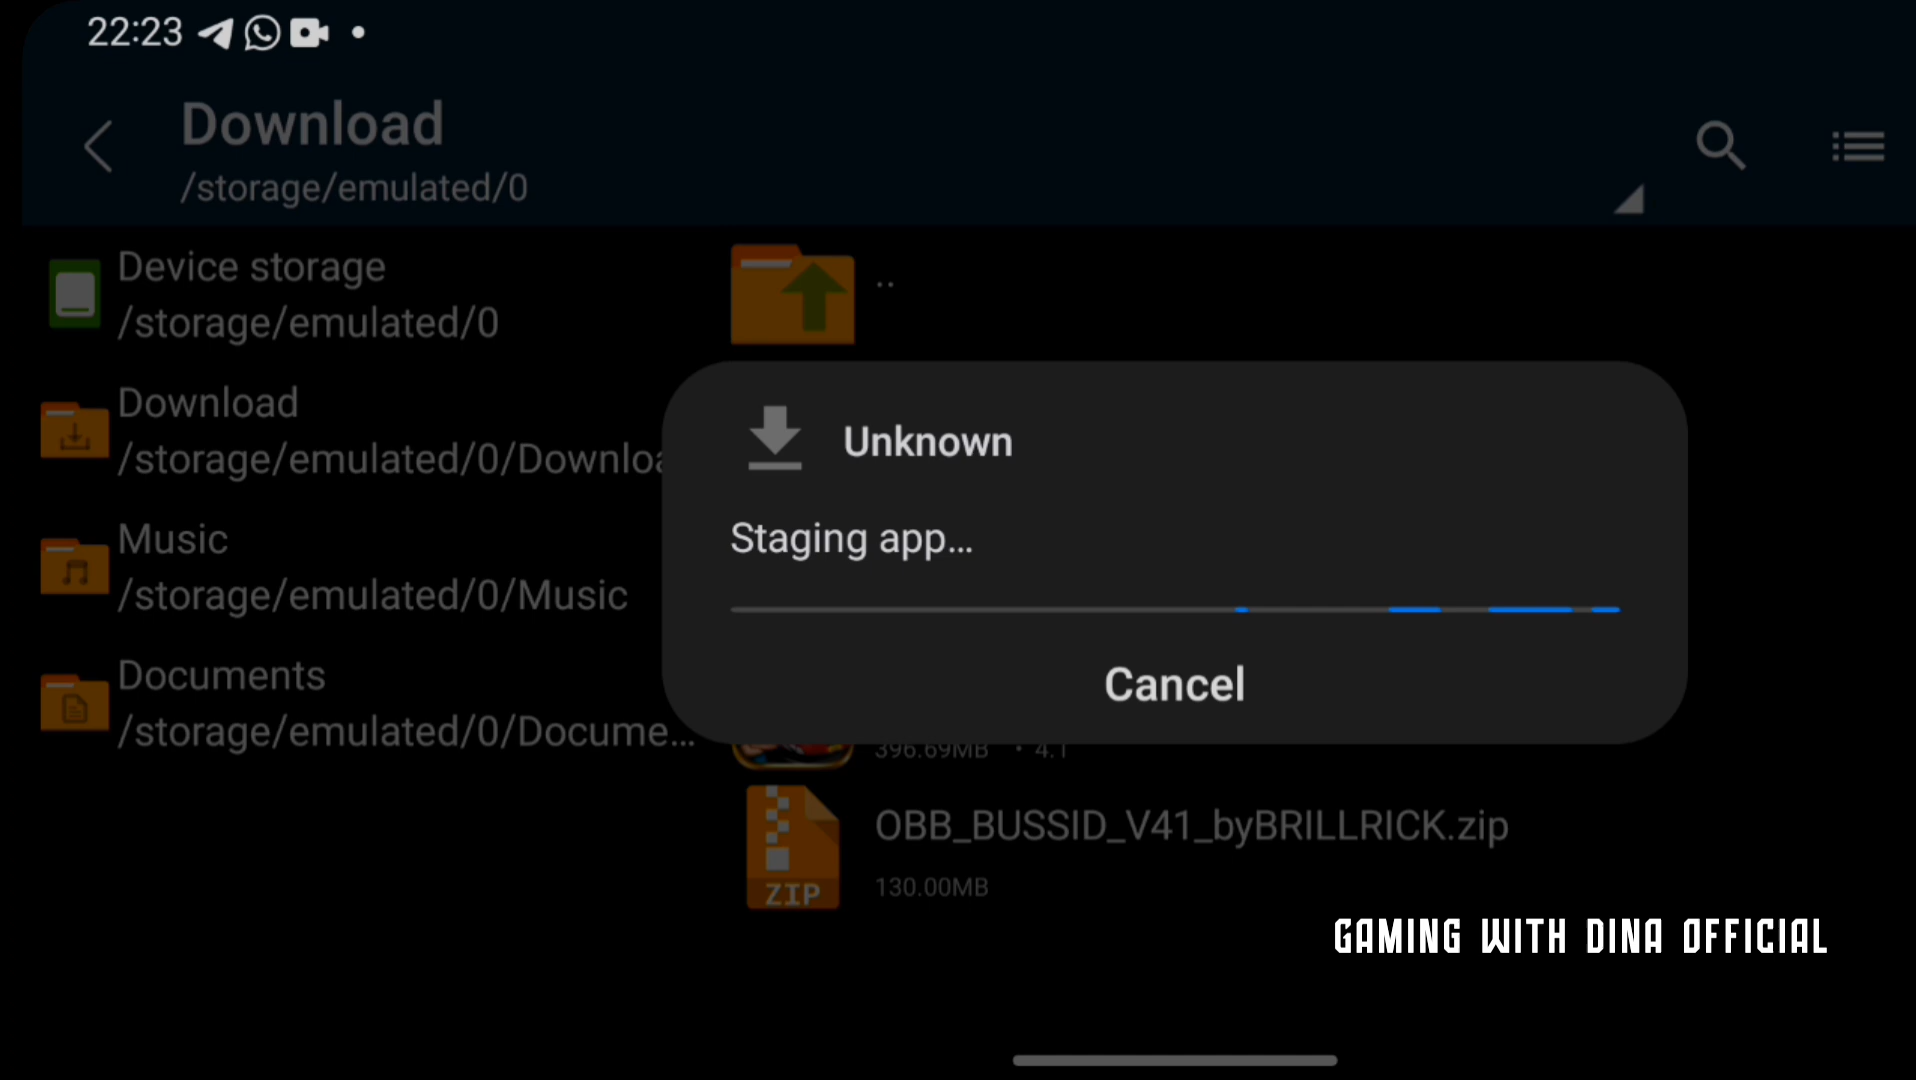 22:23
Download
/storage/emulated/0
Device storage
/storage/emulated/0
..
Download
/storage/emulated/0/Downloa
Music
/storage/emulated/0/Music
Documents
/storage/emulated/0/Docume...
Unknown
Staging app...
Cancel
396.69MB • 4.1
OBB_BUSSID_V41_byBRILLRICK.zip
ZIP
130.00MB
GAMING WITH DINA OFFICIAL